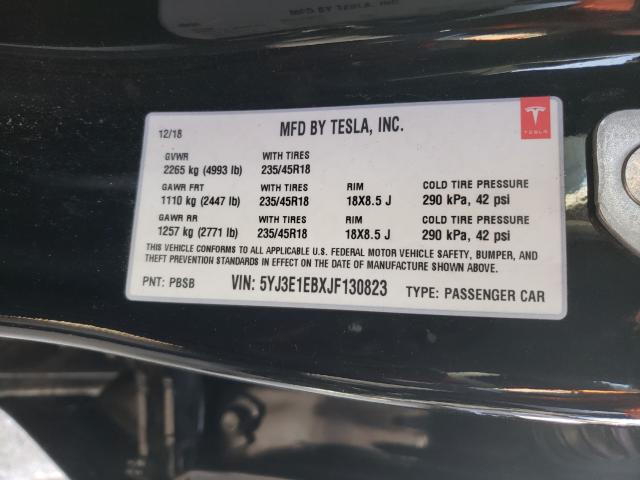 12/18 MFD BY TESLA, INC. TESLA
GVWR WITH TIRES
2265 kg (4993 lb) 235/45R18
GAWR FRT WITH TIRES RIM COLD TIRE PRESSURE
1110 kg (2447 lb) 235/45R18 18X8.5 J 290 kPa, 42 psi
GAWR RR WITH TIRES RIM COLD TIRE PRESSURE
1257 kg (2771 lb) 235/45R18 18X8.5 J 290 kPa, 42 psi
THIS VEHICLE CONFORMS TO ALL APPLICABLE U.S. FEDERAL MOTOR VEHICLE SAFETY, BUMPER, AND
THEFT PREVENTION STANDARDS IN EFFECT ON THE DATE OF MANUFACTURE SHOWN ABOVE.
PNT: PBSB VIN: 5YJ3E1EBXJF130823 TYPE: PASSENGER CAR